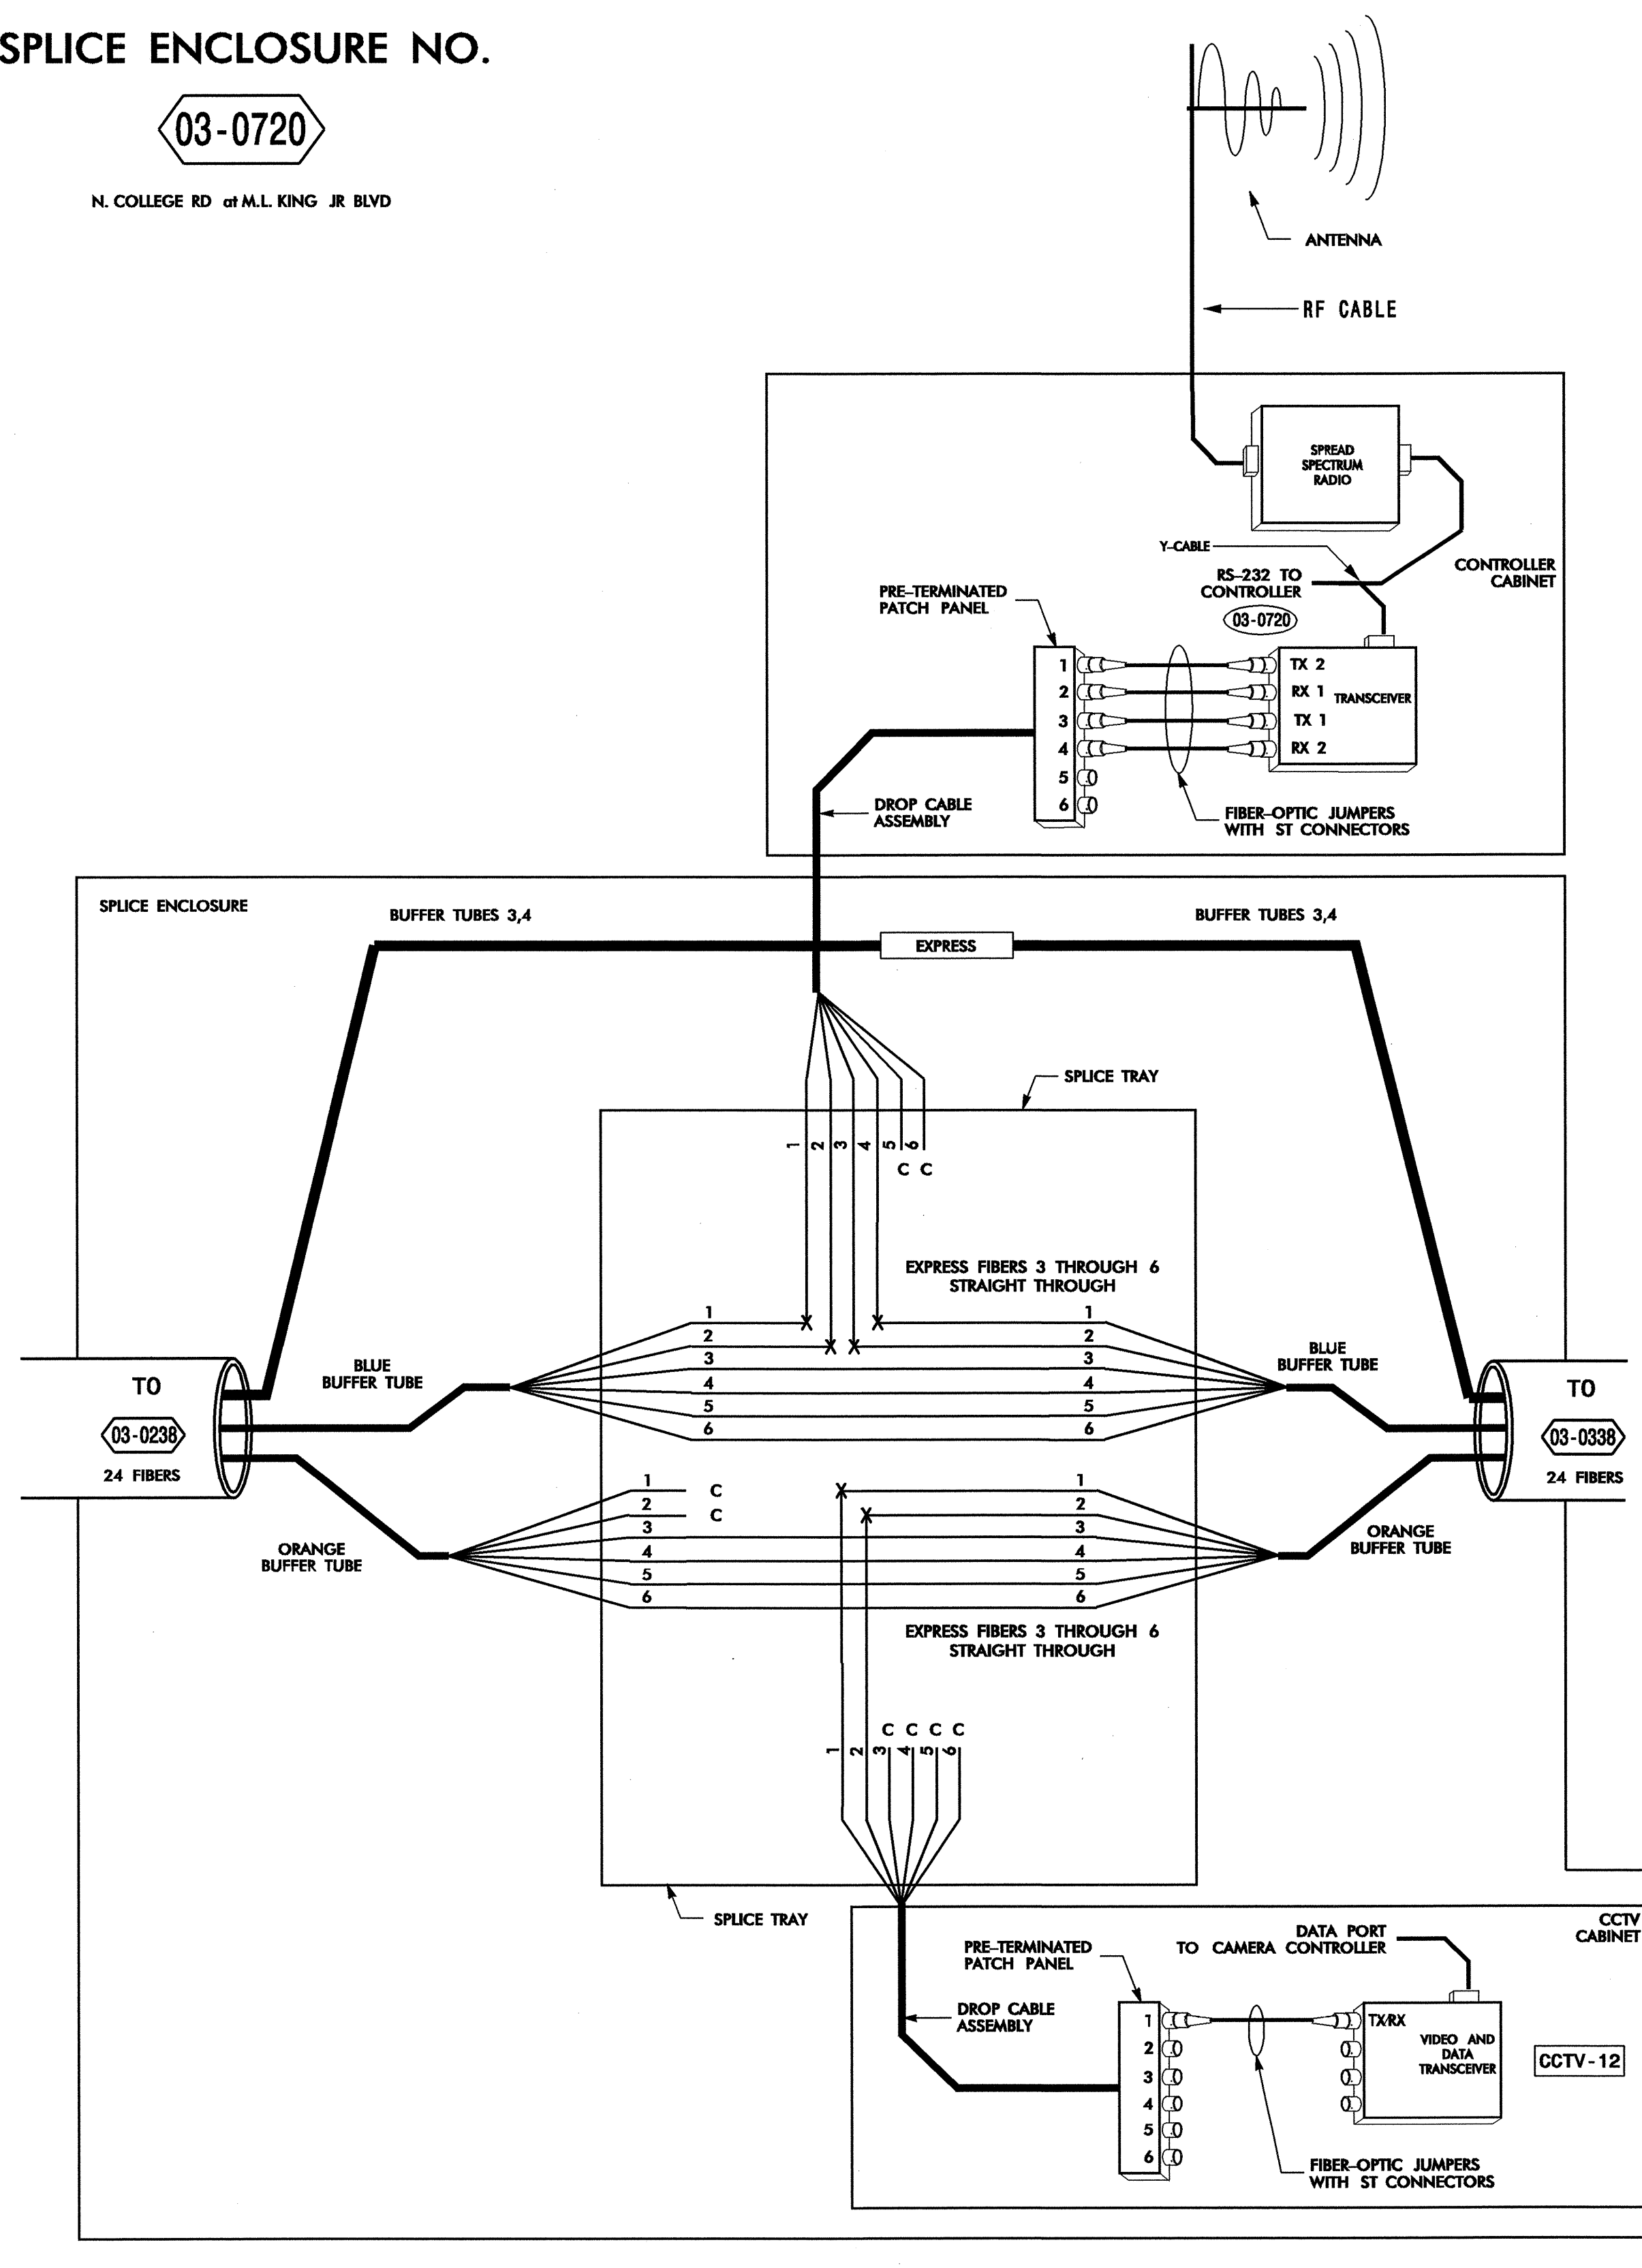 SPLICE ENCLOSURE NO.
03-0720
N. COLLEGE RD at M.L. KING JR BLVD
ANTENNA
RF CABLE
SPREAD
SPECTRUM
RADIO
Y-CABLE
RS-232 TO
CONTROLLER
03-0720
CONTROLLER
CABINET
PRE-TERMINATED
PATCH PANEL
1
2
3
4
5
6
TX 2
RX 1
TX 1
RX 2
TRANSCEIVER
DROP CABLE
ASSEMBLY
FIBER-OPTIC JUMPERS
WITH ST CONNECTORS
SPLICE ENCLOSURE
BUFFER TUBES 3,4
EXPRESS
BUFFER TUBES 3,4
SPLICE TRAY
1 2 3 4 5 6
C C
EXPRESS FIBERS 3 THROUGH 6
STRAIGHT THROUGH
1 1
2 2
3 3
4 4
5 5
6 6
BLUE
BUFFER TUBE
BLUE
BUFFER TUBE
TO
03-0238
24 FIBERS
TO
03-0338
24 FIBERS
1 C 1
2 C 2
3 3
4 4
5 5
6 6
ORANGE
BUFFER TUBE
ORANGE
BUFFER TUBE
EXPRESS FIBERS 3 THROUGH 6
STRAIGHT THROUGH
C C C C
1 2 3 4 5 6
SPLICE TRAY
CCTV
CABINET
DATA PORT
TO CAMERA CONTROLLER
PRE-TERMINATED
PATCH PANEL
DROP CABLE
ASSEMBLY
1
2
3
4
5
6
TX/RX
VIDEO AND
DATA
TRANSCEIVER
CCTV-12
FIBER-OPTIC JUMPERS
WITH ST CONNECTORS